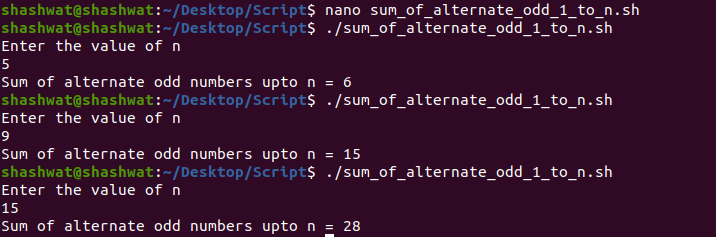 shashwat@shashwat:~/Desktop/Script$ nano sum_of_alternate_odd_1_to_n.sh
shashwat@shashwat:~/Desktop/Script$ ./sum_of_alternate_odd_1_to_n.sh
Enter the value of n
5
Sum of alternate odd numbers upto n = 6
shashwat@shashwat:~/Desktop/Script$ ./sum_of_alternate_odd_1_to_n.sh
Enter the value of n
9
Sum of alternate odd numbers upto n = 15
shashwat@shashwat:~/Desktop/Script$ ./sum_of_alternate_odd_1_to_n.sh
Enter the value of n
15
Sum of alternate odd numbers upto n = 28